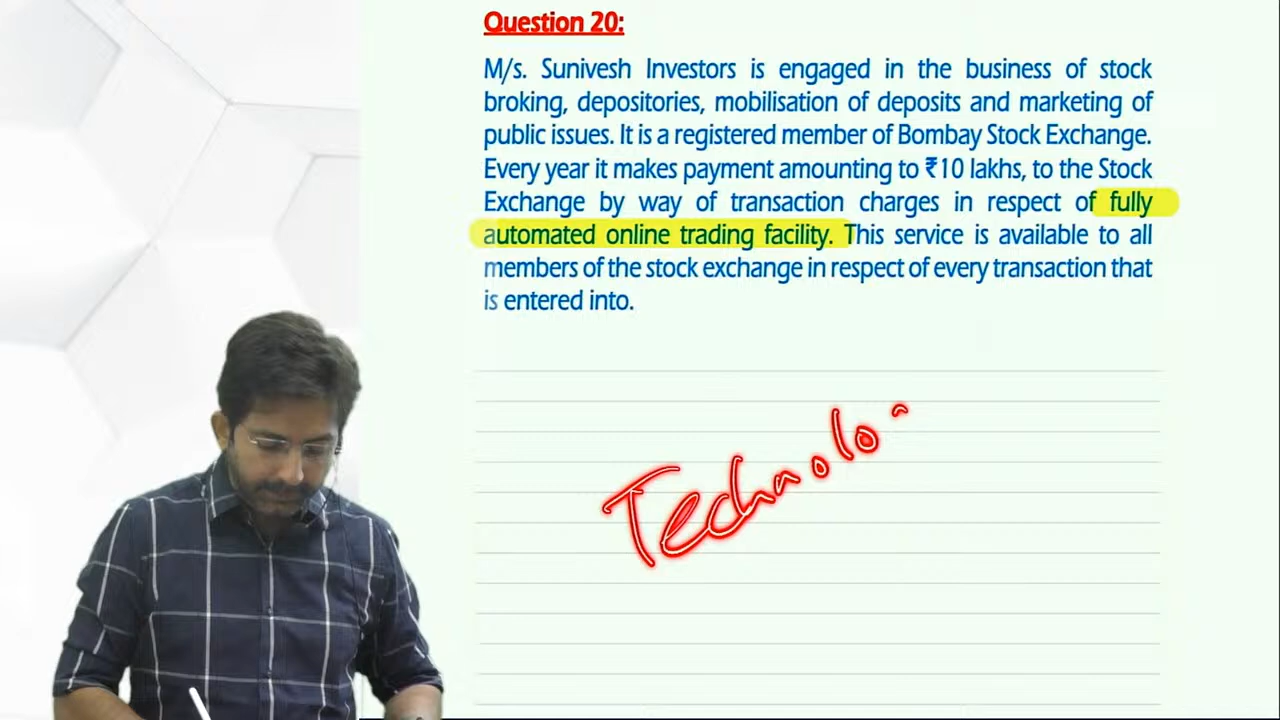 Question 20:
M/s. Sunivesh Investors is engaged in the business of stock
broking, depositories, mobilisation of deposits and marketing of
public issues. It is a registered member of Bombay Stock Exchange.
Every year it makes payment amounting to ₹10 lakhs, to the Stock
Exchange by way of transaction charges in respect of fully
automated online trading facility. This service is available to all
members of the stock exchange in respect of every transaction that
is entered into.
Technolo